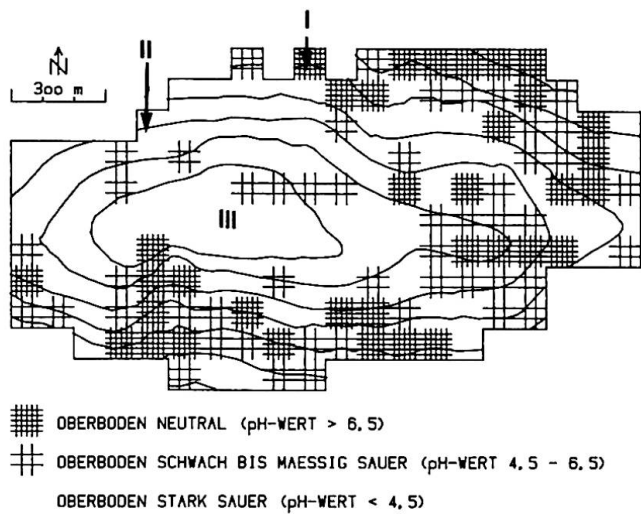 I
II
N
300 m
III
OBERBODEN NEUTRAL (pH-WERT > 6.5)
OBERBODEN SCHWACH BIS MAESSIG SAUER (pH-WERT 4.5 - 6.5)
OBERBODEN STARK SAUER (pH-WERT < 4.5)